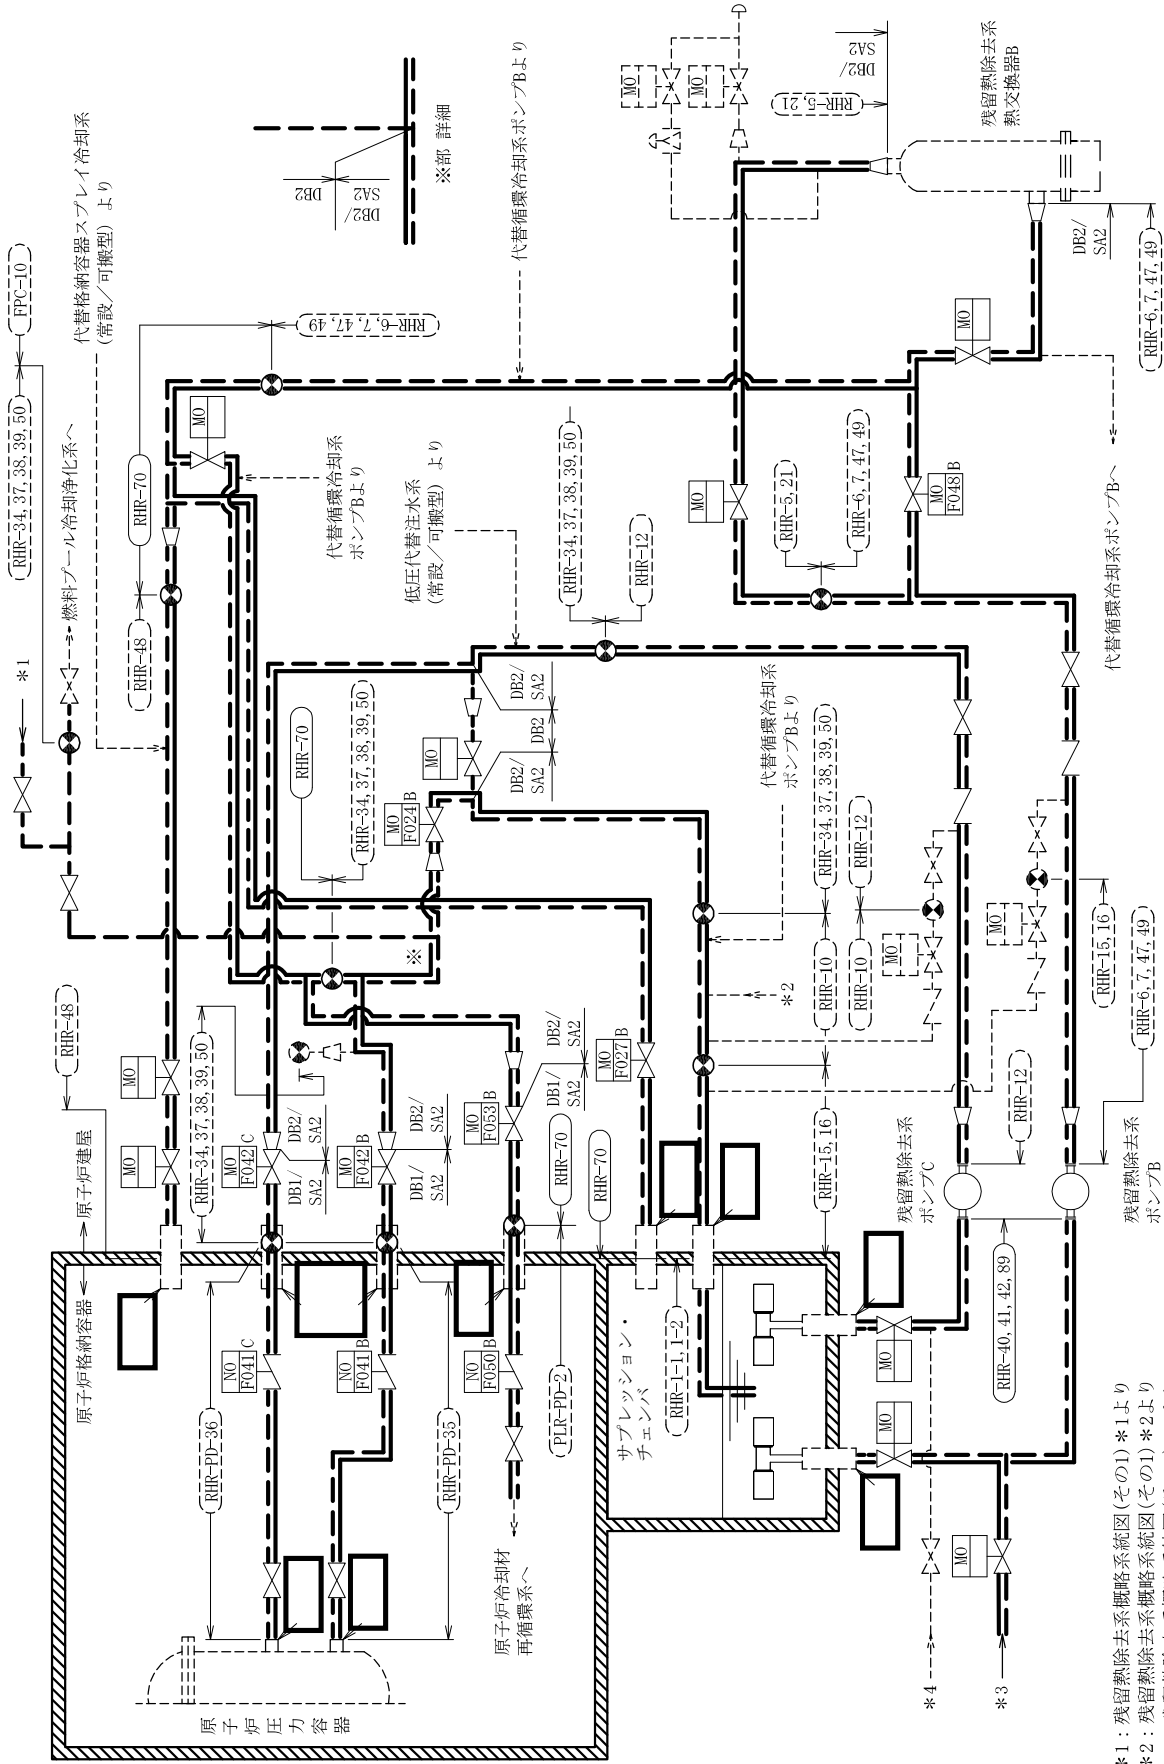 原子炉圧力容器
原子炉格納容器
原子炉建屋
RHR-48
MO
MO
RHR-PD-36
NO
F041 C
RHR-34, 37, 38, 39, 50
MO
F042 C
DB1/
SA2
DB2/
SA2
NO
F041 B
MO
F042 B
DB1/
SA2
DB2/
SA2
RHR-PD-35
NO
F050 B
MO
F053 B
DB1/
SA2
DB2/
SA2
PLR-PD-2
RHR-70
原子炉冷却材
再循環系へ
サプレッション・
チェンバ
RHR-1-1, 1-2
RHR-70
MO
F027 B
RHR-15, 16
RHR-10
RHR-34, 37, 38, 39, 50
RHR-10
RHR-12
*2
代替循環冷却系
ポンプBより
*1
燃料プール冷却浄化系へ
RHR-34, 37, 38, 39, 50
FPC-10
代替格納容器スプレイ冷却系
(常設/可搬型) より
RHR-48
RHR-70
RHR-6, 7, 47, 49
MO
代替循環冷却系
ポンプBより
低圧代替注水系
(常設/可搬型) より
RHR-70
RHR-34, 37, 38, 39, 50
※
MO
F024 B
MO
DB2/
SA2
DB2
DB2/
SA2
RHR-12
RHR-34, 37, 38, 39, 50
代替循環冷却系ポンプBより
DB2
DB2/
SA2
※部 詳細
MO
MO
RHR-5, 21
DB2/
SA2
残留熱除去系
熱交換器B
DB2/
SA2
RHR-6, 7, 47, 49
MO
MO
RHR-5, 21
RHR-6, 7, 47, 49
MO
F048 B
代替循環冷却系ポンプBへ
MO
MO
RHR-15, 16
RHR-6, 7, 47, 49
RHR-12
残留熱除去系
ポンプC
残留熱除去系
ポンプB
RHR-40, 41, 42, 89
MO
MO
MO
*4
*3
*1：残留熱除去系概略系統図(その1) *1より
*2：残留熱除去系概略系統図(その1) *2より